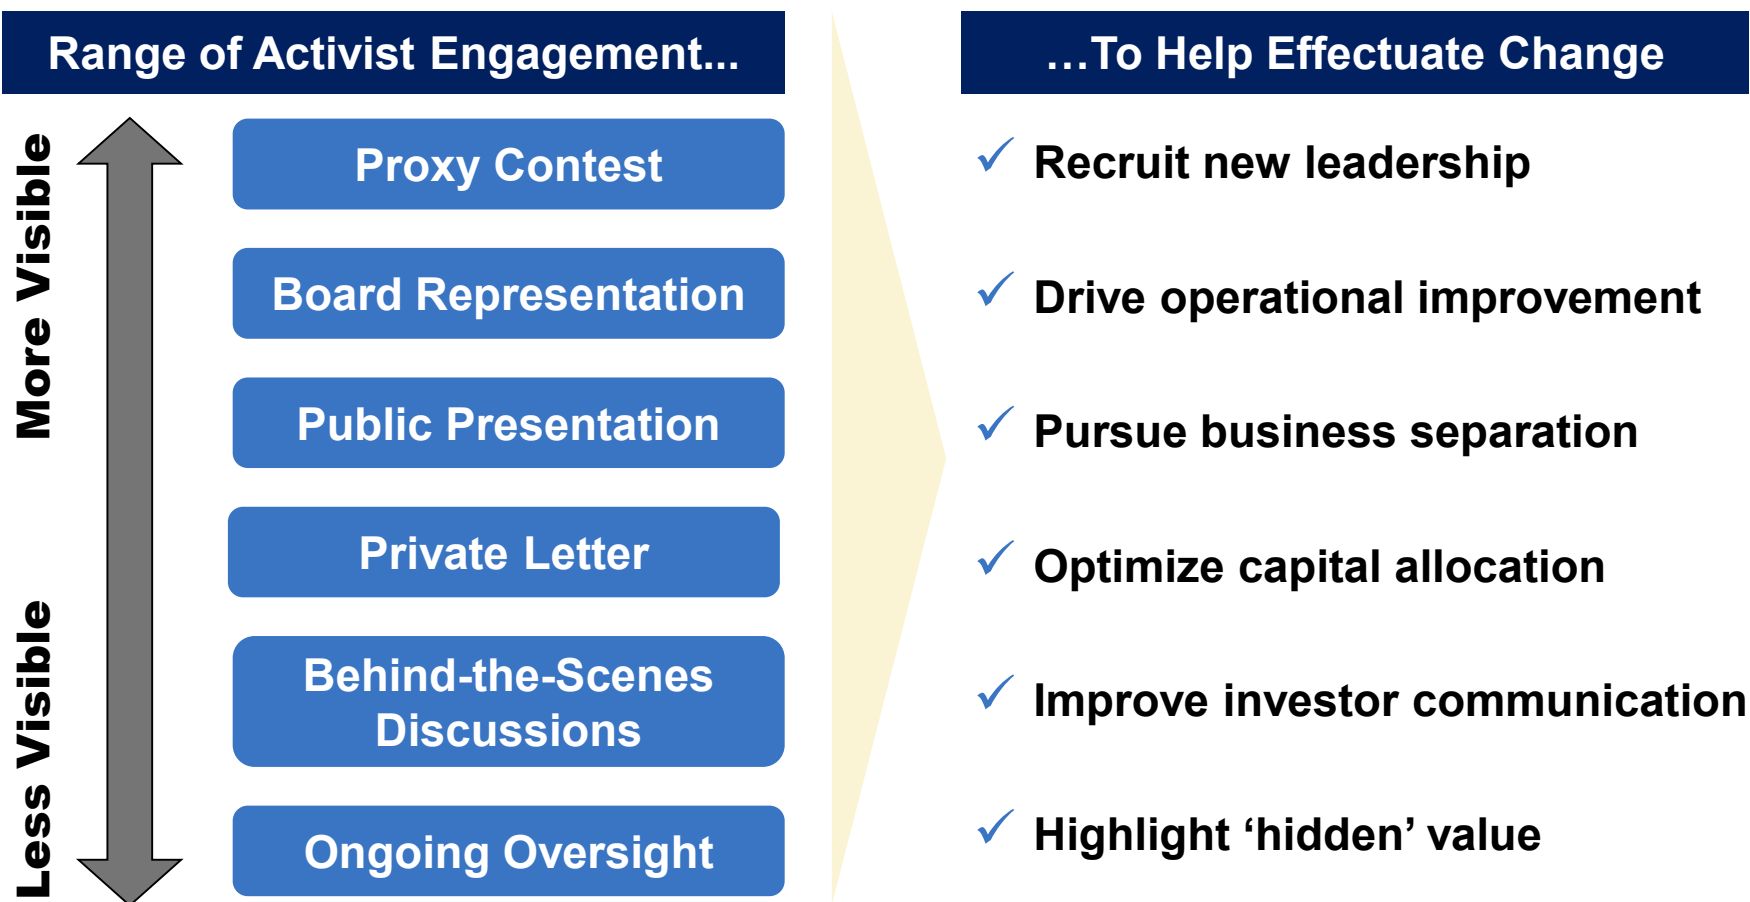 Range of Activist Engagement...
More Visible
Less Visible
Proxy Contest
Board Representation
Public Presentation
Private Letter
Behind-the-Scenes
Discussions
Ongoing Oversight
…To Help Effectuate Change
✓ Recruit new leadership
✓ Drive operational improvement
✓ Pursue business separation
✓ Optimize capital allocation
✓ Improve investor communication
✓ Highlight ‘hidden’ value